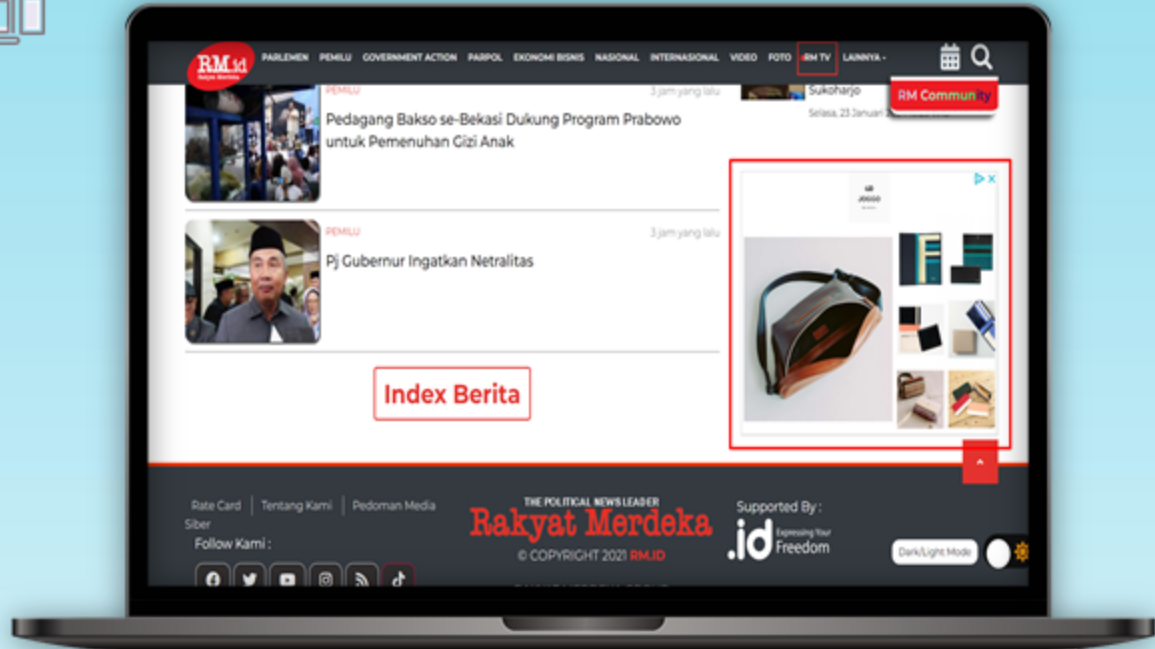 RM.id
Rakyat Merdeka
PARLEMEN PEMILU GOVERNMENT ACTION PARPOL EKONOMI BISNIS NASIONAL INTERNASIONAL VIDEO FOTO RM TV LAINNYA
RM Community
PEMILU 3 jam yang lalu
Pedagang Bakso se-Bekasi Dukung Program Prabowo
untuk Pemenuhan Gizi Anak
Sukoharjo
Selasa, 23 Januari
PEMILU 3 jam yang lalu
Pj Gubernur Ingatkan Netralitas
JOGGO
Index Berita
Rate Card | Tentang Kami | Pedoman Media
Siber
Follow Kami :
THE POLITICAL NEWS LEADER
Rakyat Merdeka
© COPYRIGHT 2021 RM.ID
Supported By :
.id Expressing Your
Freedom
Dark/Light Mode